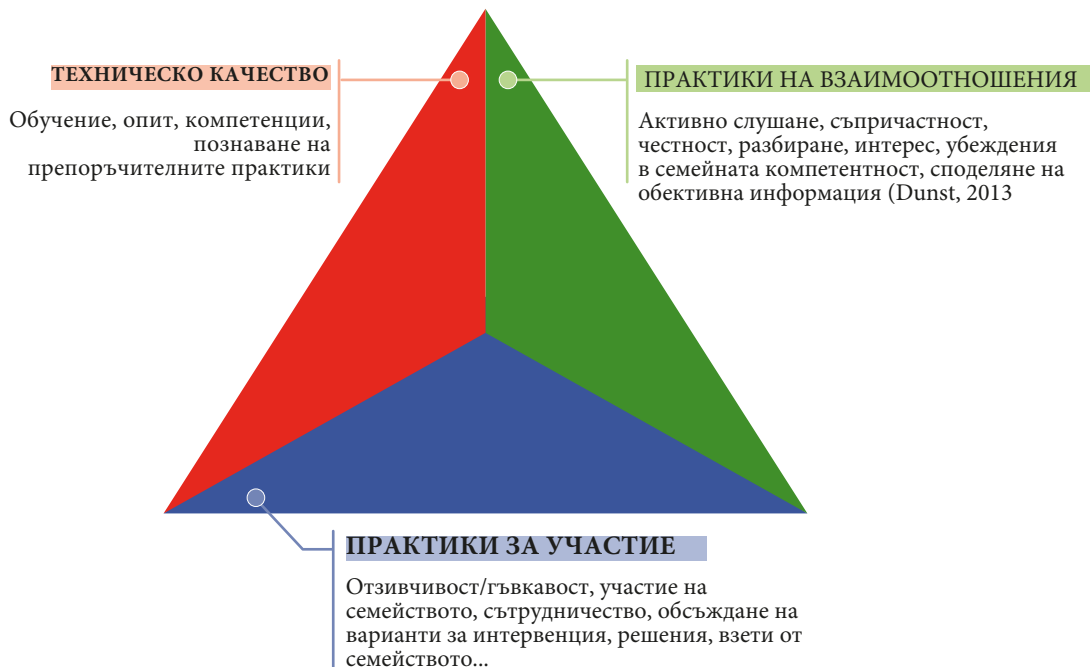 ТЕХНИЧЕСКО КАЧЕСТВО
Обучение, опит, компетенции,
познаване на
препоръчителните практики
ПРАКТИКИ НА ВЗАИМООТНОШЕНИЯ
Активно слушане, съпричастност,
честност, разбиране, интерес, убеждения
в семейната компетентност, споделяне на
обективна информация (Dunst, 2013
ПРАКТИКИ ЗА УЧАСТИЕ
Отзивчивост/гъвкавост, участие на
семейството, сътрудничество, обсъждане на
варианти за интервенция, решения, взети от
семейството...